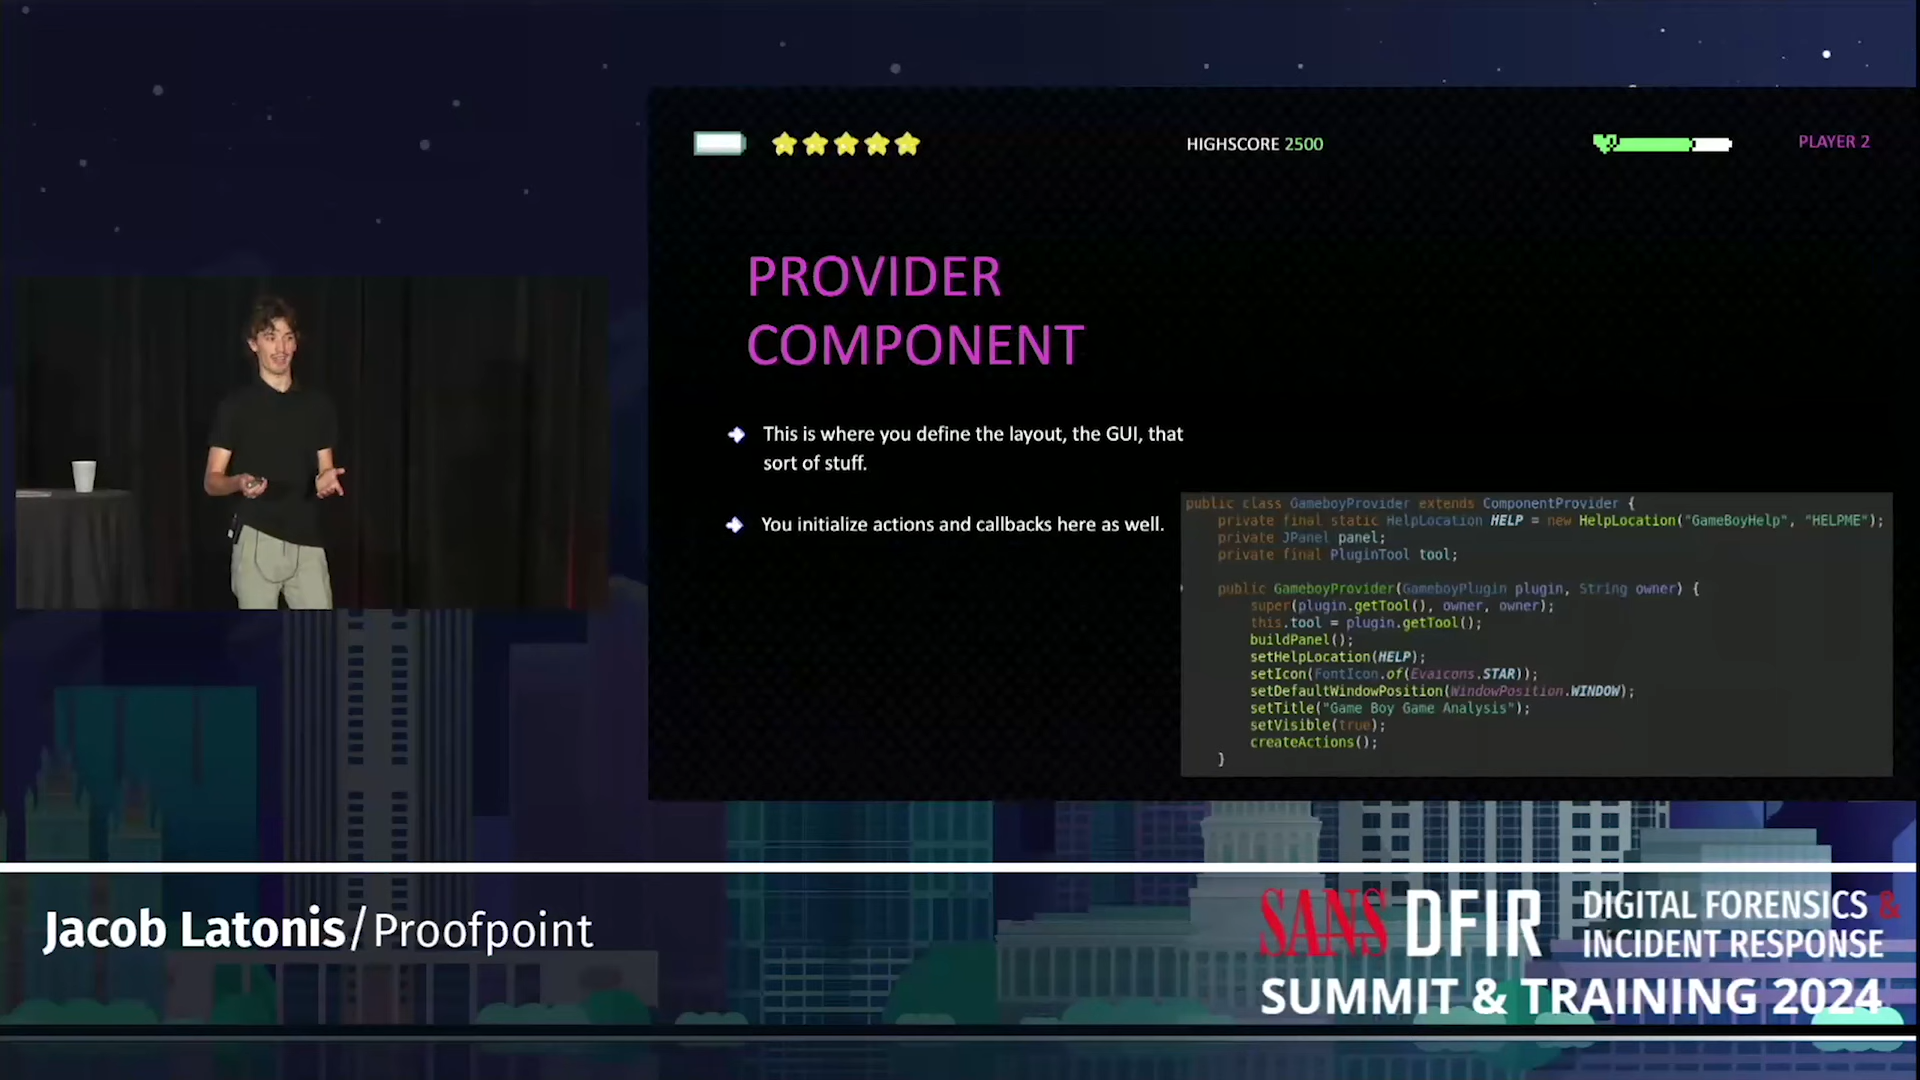 HIGHSCORE 2500
PLAYER 2
PROVIDER
COMPONENT
This is where you define the layout, the GUI, that
sort of stuff.
You initialize actions and callbacks here as well.
public class GameboyProvider extends ComponentProvider {
private final static HelpLocation HELP = new HelpLocation("GameBoyHelp", "HELPME");
private JPanel panel;
private final PluginTool tool;
public GameboyProvider(GameboyPlugin plugin, String owner) {
super(plugin.getTool(), owner, owner);
this.tool = plugin.getTool();
buildPanel();
setHelpLocation(HELP);
setIcon(FontIcon.of(Evaicons.STAR));
setDefaultWindowPosition(WindowPosition.WINDOW);
setTitle("Game Boy Game Analysis");
setVisible(true);
createActions();
}
Jacob Latonis/Proofpoint
SANS DFIR
DIGITAL FORENSICS &
INCIDENT RESPONSE
SUMMIT & TRAINING 2024